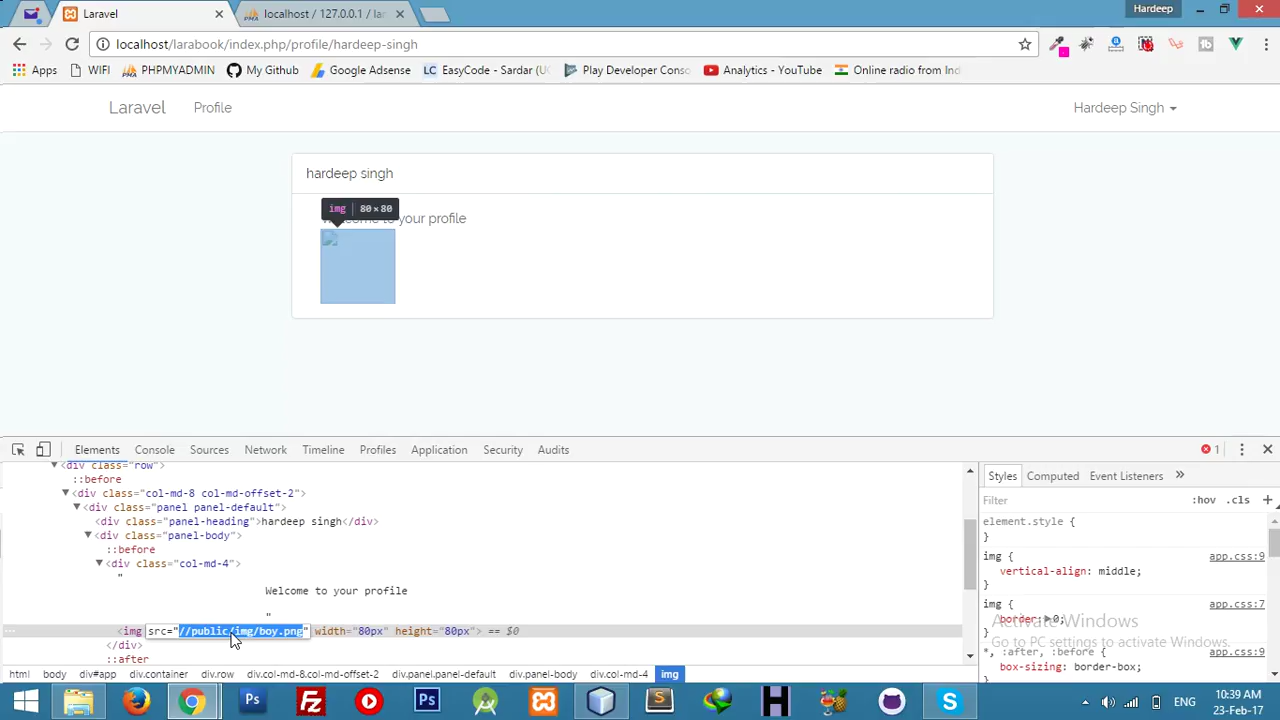 Laravel
localhost / 127.0.0.1 / lar
Hardeep
localhost/larabook/index.php/profile/hardeep-singh
Apps
WIFI
PHPMYADMIN
My Github
Google Adsense
LC EasyCode - Sardar (UC
Play Developer Conso
Analytics - YouTube
Online radio from Ind
Laravel
Profile
Hardeep Singh
hardeep singh
img 80×80
to your profile
Elements Console Sources Network Timeline Profiles Application Security Audits 1
<div class="row">
::before
<div class="col-md-8 col-md-offset-2">
<div class="panel panel-default">
<div class="panel-heading">hardeep singh</div>
<div class="panel-body">
::before
<div class="col-md-4">
"
Welcome to your profile
"
<img src="//public/img/boy.png" width="80px" height="80px"> == $0
</div>
::after
html body div#app div.container div.row div.col-md-8.col-md-offset-2 div.panel.panel-default div.panel-body div.col-md-4 img
Styles Computed Event Listeners »
Filter :hov .cls +
element.style {
}
img { app.css:9
vertical-align: middle;
}
img { app.css:7
border: 0;
}
*, :after, :before { app.css:9
box-sizing: border-box;
}
Activate Windows
Go to PC settings to activate Windows.
ENG
10:39 AM
23-Feb-17